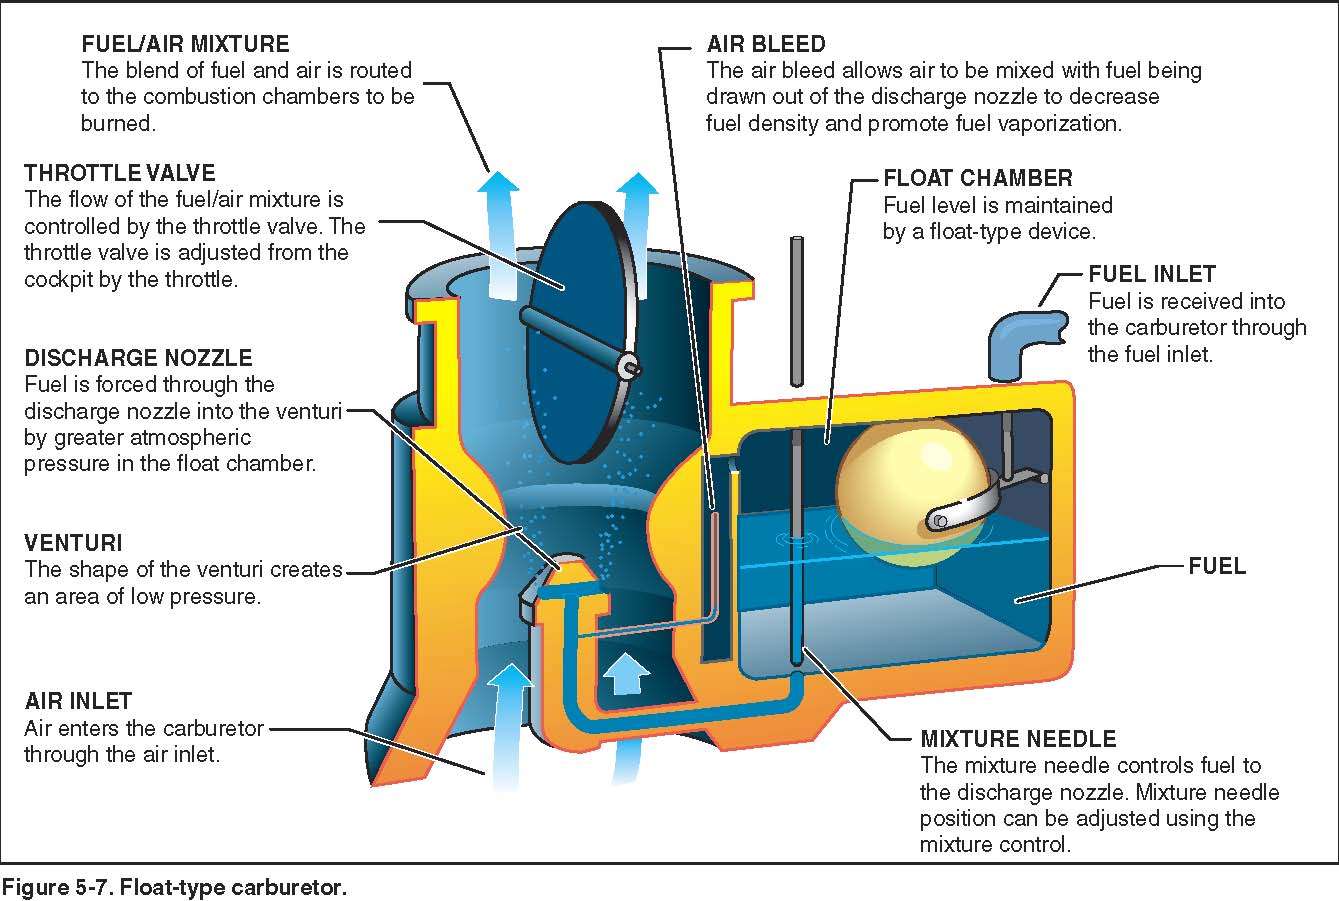 FUEL/AIR MIXTURE
The blend of fuel and air is routed
to the combustion chambers to be
burned.
THROTTLE VALVE
The flow of the fuel/air mixture is
controlled by the throttle valve. The
throttle valve is adjusted from the
cockpit by the throttle.
DISCHARGE NOZZLE
Fuel is forced through the
discharge nozzle into the venturi
by greater atmospheric
pressure in the float chamber.
VENTURI
The shape of the venturi creates
an area of low pressure.
AIR INLET
Air enters the carburetor
through the air inlet.
AIR BLEED
The air bleed allows air to be mixed with fuel being
drawn out of the discharge nozzle to decrease
fuel density and promote fuel vaporization.
FLOAT CHAMBER
Fuel level is maintained
by a float-type device.
FUEL INLET
Fuel is received into
the carburetor through
the fuel inlet.
FUEL
MIXTURE NEEDLE
The mixture needle controls fuel to
the discharge nozzle. Mixture needle
position can be adjusted using the
mixture control.
Figure 5-7. Float-type carburetor.